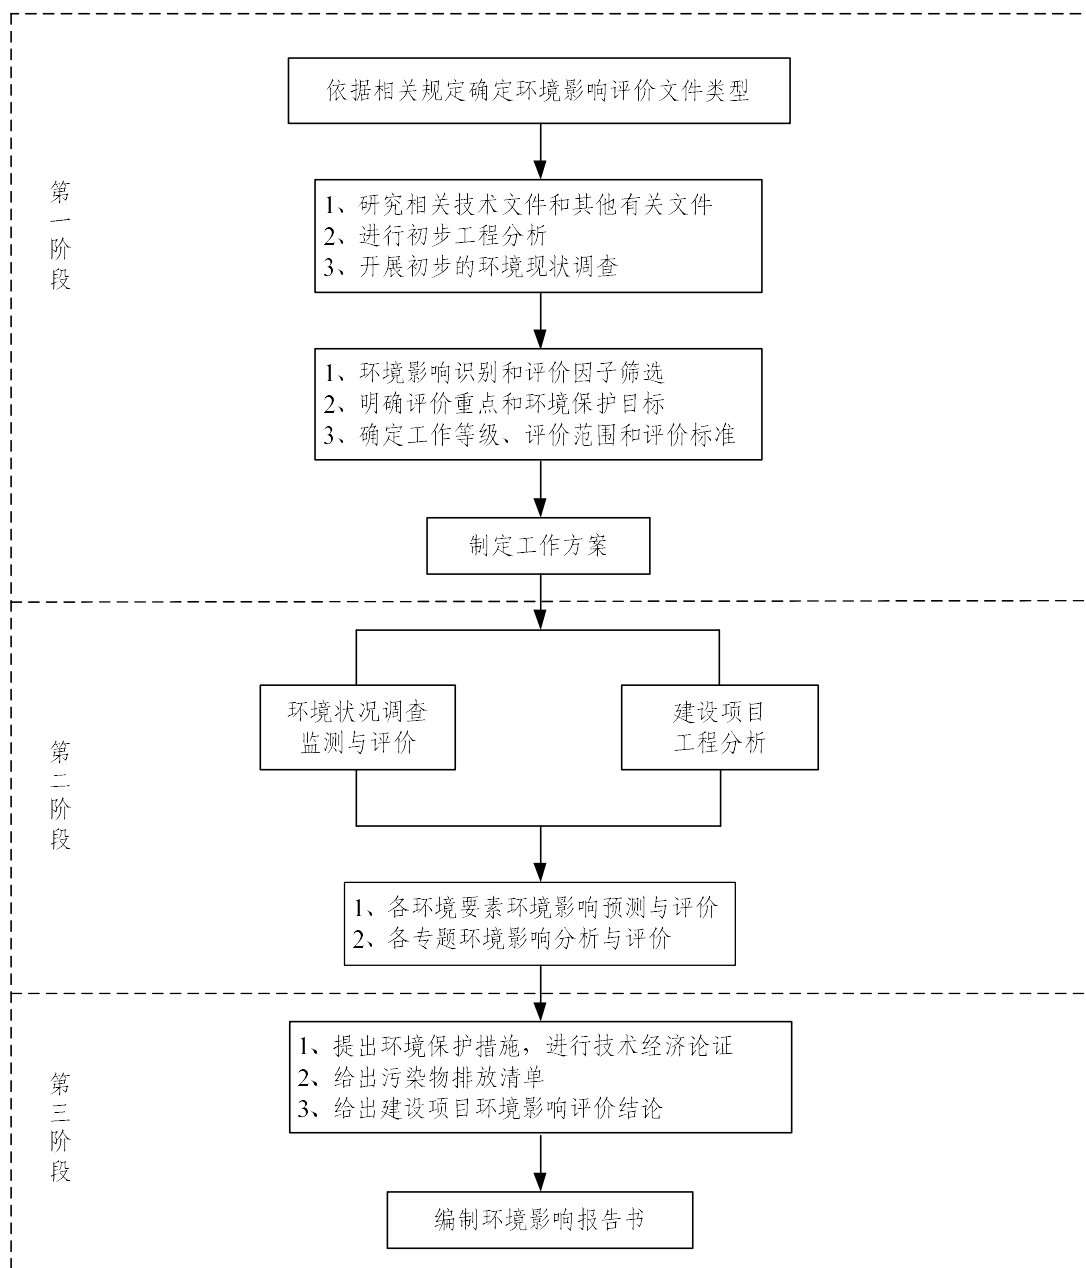 依据相关规定确定环境影响评价文件类型
第一阶段
1、研究相关技术文件和其他有关文件
2、进行初步工程分析
3、开展初步的环境现状调查
1、环境影响识别和评价因子筛选
2、明确评价重点和环境保护目标
3、确定工作等级、评价范围和评价标准
制定工作方案
第二阶段
环境状况调查
监测与评价
建设项目
工程分析
1、各环境要素环境影响预测与评价
2、各专题环境影响分析与评价
第三阶段
1、提出环境保护措施，进行技术经济论证
2、给出污染物排放清单
3、给出建设项目环境影响评价结论
编制环境影响报告书